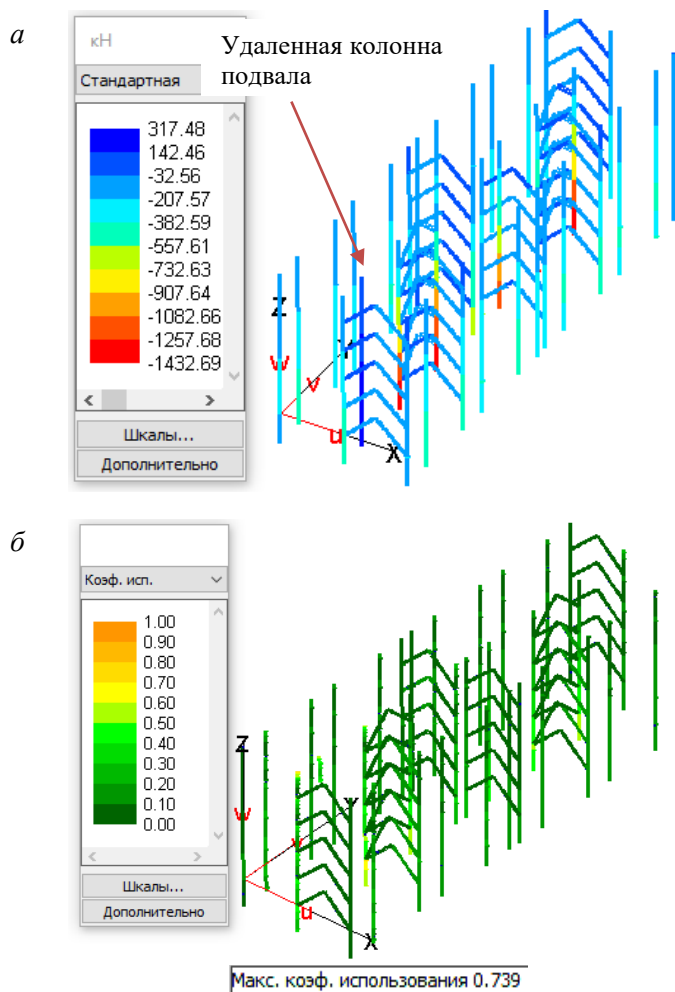 а
кН
Удаленная колонна
подвала
Стандартная
317.48
142.46
-32.56
-207.57
-382.59
-557.61
-732.63
-907.64
-1082.66
-1257.68
-1432.69
Шкалы...
Дополнительно
Z
W
Y
v
u
X
б
Коэф. исп.
1.00
0.90
0.80
0.70
0.60
0.50
0.40
0.30
0.20
0.10
0.00
Шкалы...
Дополнительно
Z
W
Y
v
u
X
Макс. коэф. использования 0.739